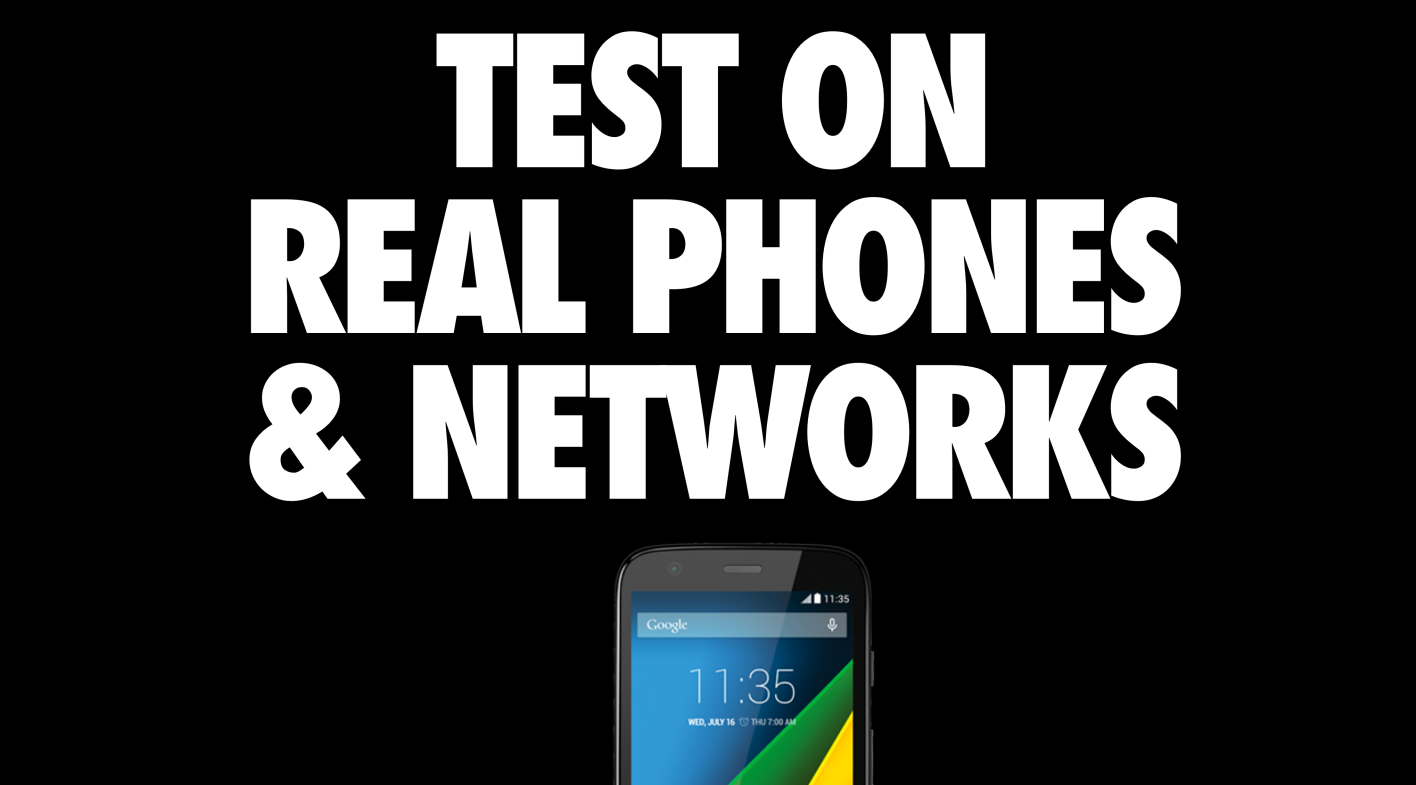 TEST ON
REAL PHONES
& NETWORKS
11:35
Google
11:35
WED, JULY 16 THU 7:00 AM